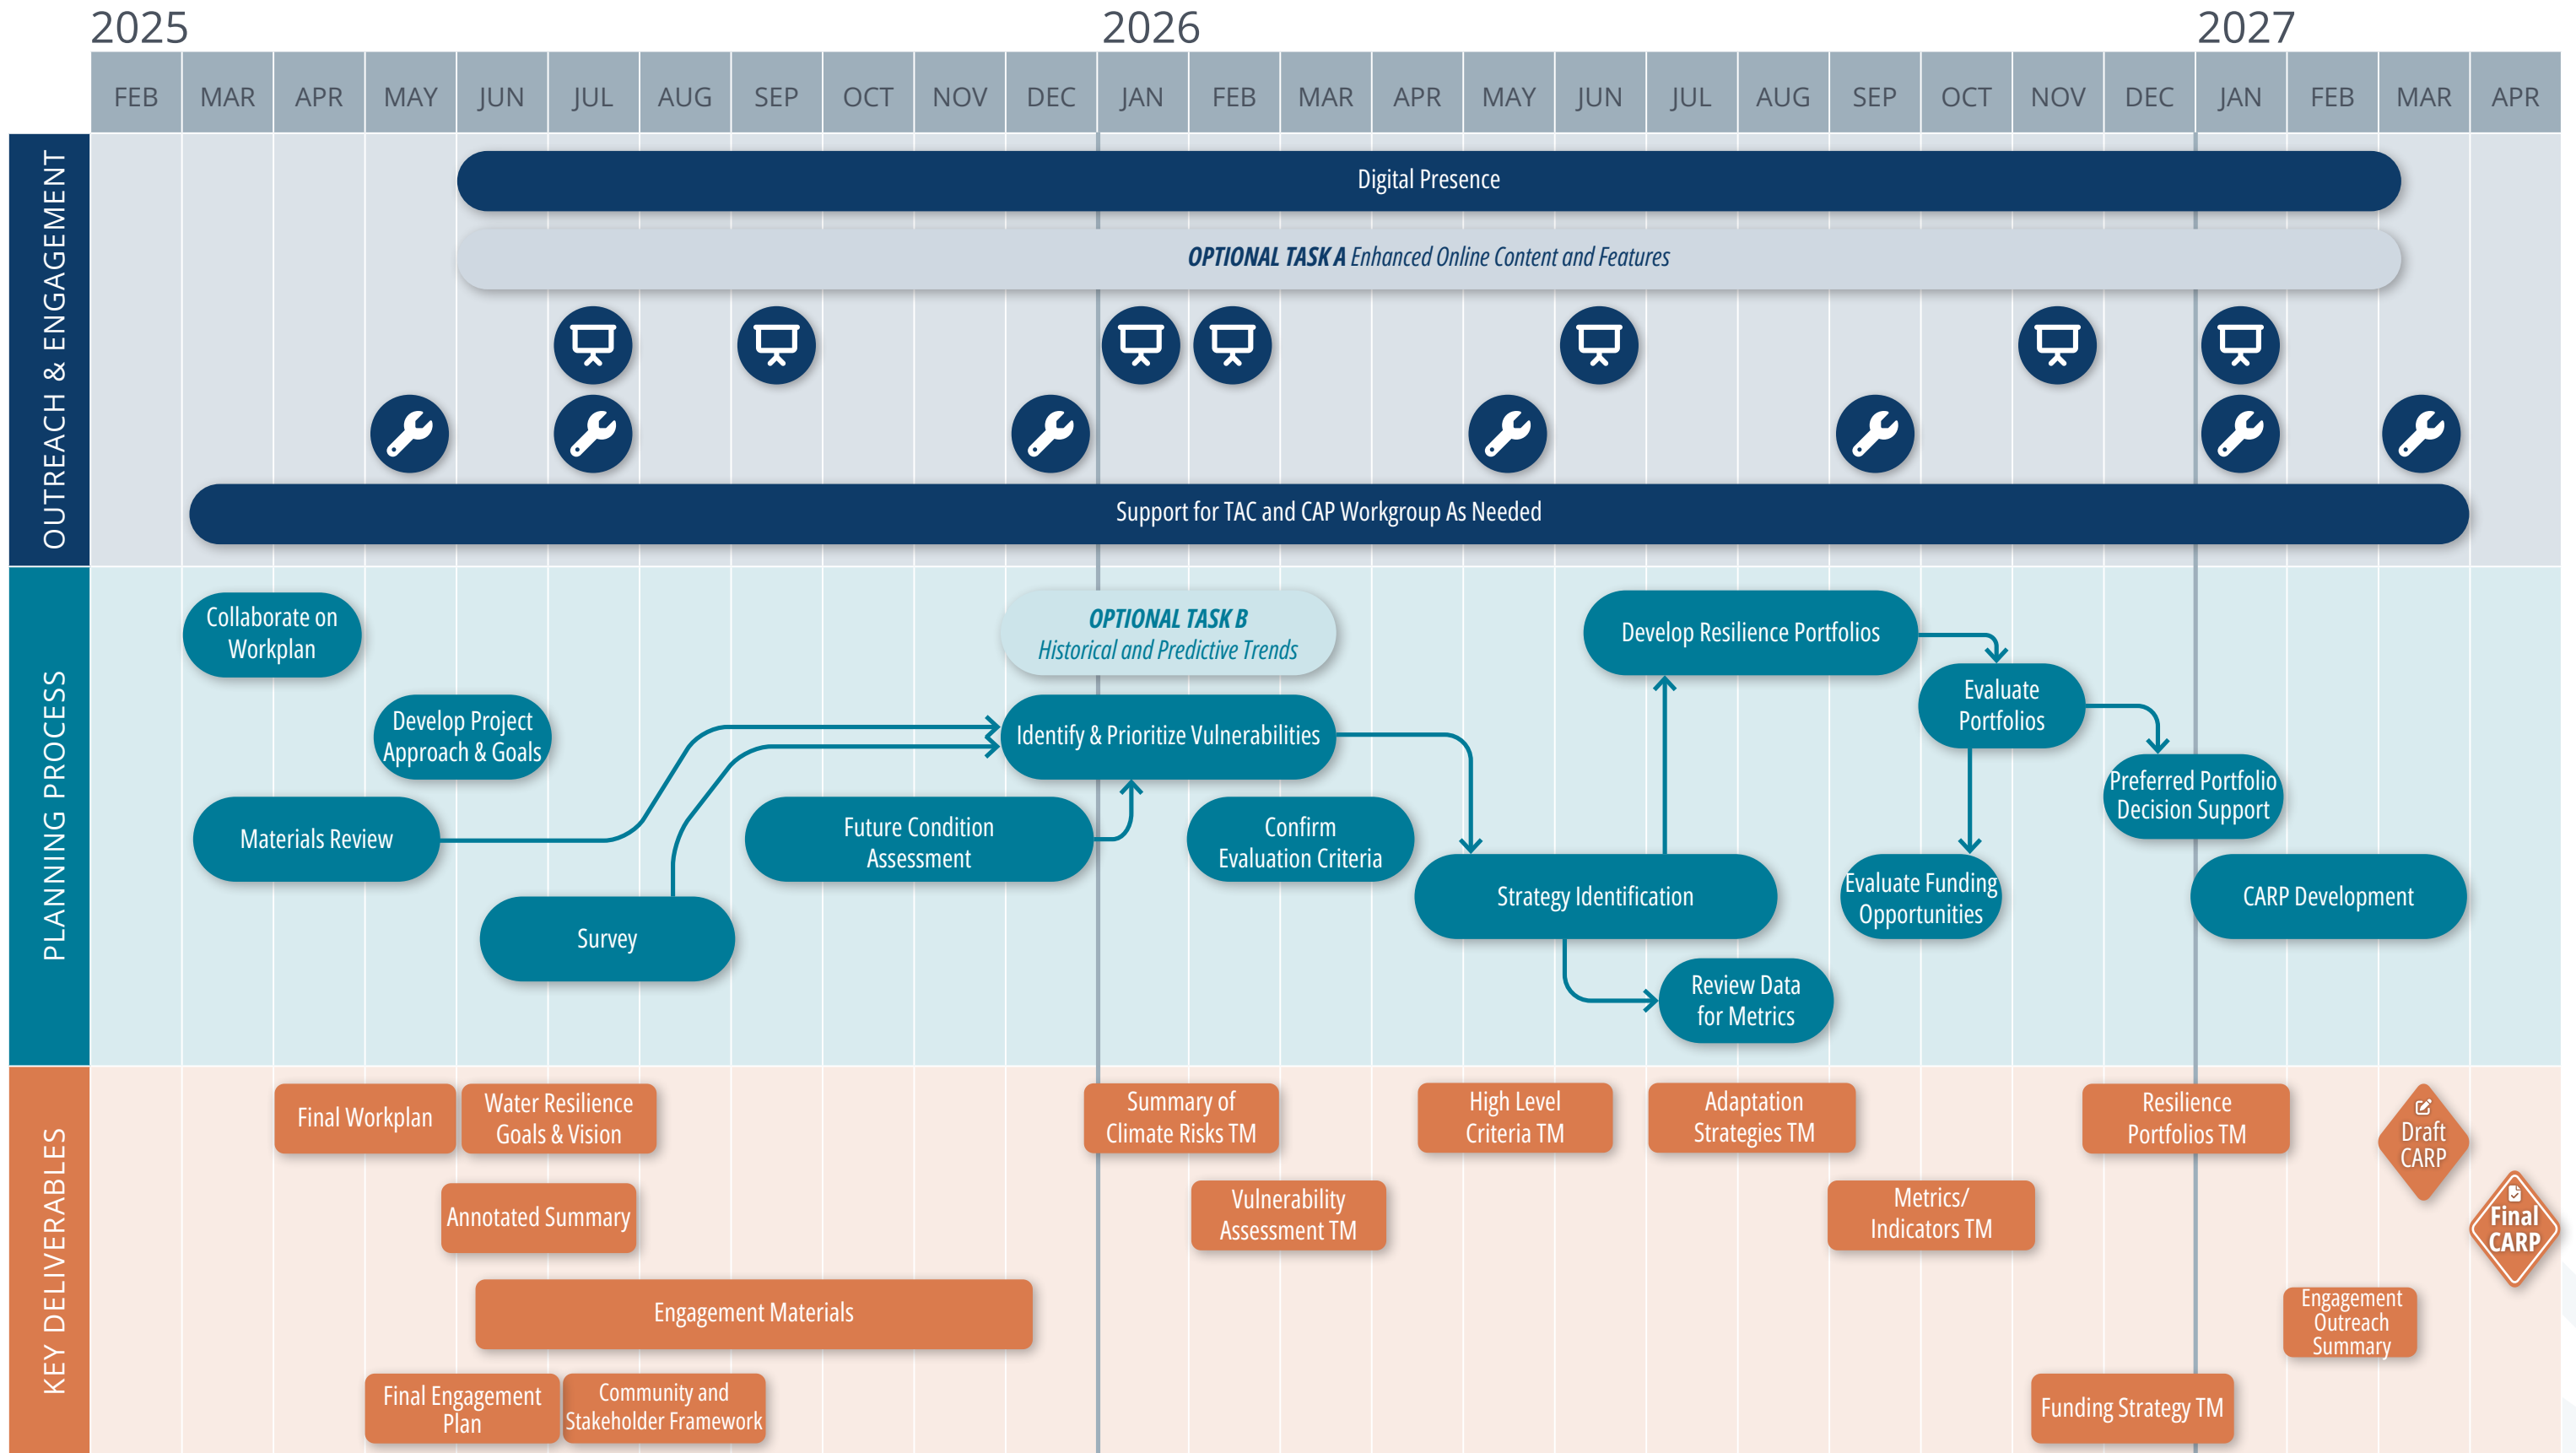 2025
2026
2027
FEB MAR APR MAY JUN JUL AUG SEP OCT NOV DEC JAN FEB MAR APR MAY JUN JUL AUG SEP OCT NOV DEC JAN FEB MAR APR
OUTREACH & ENGAGEMENT
Digital Presence
OPTIONAL TASK A Enhanced Online Content and Features
Support for TAC and CAP Workgroup As Needed
PLANNING PROCESS
Collaborate on
Workplan
OPTIONAL TASK B
Historical and Predictive Trends
Develop Resilience Portfolios
Evaluate
Portfolios
Develop Project
Approach & Goals
Identify & Prioritize Vulnerabilities
Preferred Portfolio
Decision Support
Materials Review
Future Condition
Assessment
Confirm
Evaluation Criteria
Strategy Identification
Evaluate Funding
Opportunities
CARP Development
Survey
Review Data
for Metrics
KEY DELIVERABLES
Final Workplan
Water Resilience
Goals & Vision
Summary of
Climate Risks TM
High Level
Criteria TM
Adaptation
Strategies TM
Resilience
Portfolios TM
Draft
CARP
Annotated Summary
Vulnerability
Assessment TM
Metrics/
Indicators TM
Final
CARP
Engagement Materials
Engagement
Outreach
Summary
Final Engagement
Plan
Community and
Stakeholder Framework
Funding Strategy TM